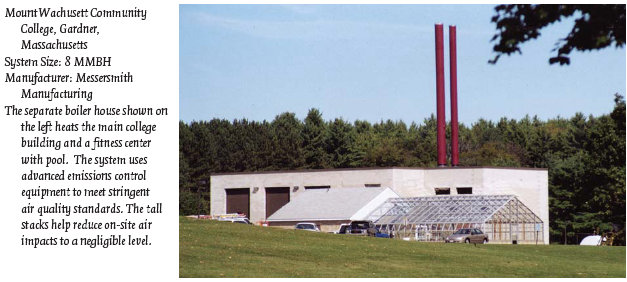 Mount Wachusett Community
College, Gardner,
Massachusetts
System Size: 8 MMBH
Manufacturer: Messersmith
Manufacturing
The separate boiler house shown on
the left heats the main college
building and a fitness center
with pool. The system uses
advanced emissions control
equipment to meet stringent
air quality standards. The tall
stacks help reduce on-site air
impacts to a negligible level.